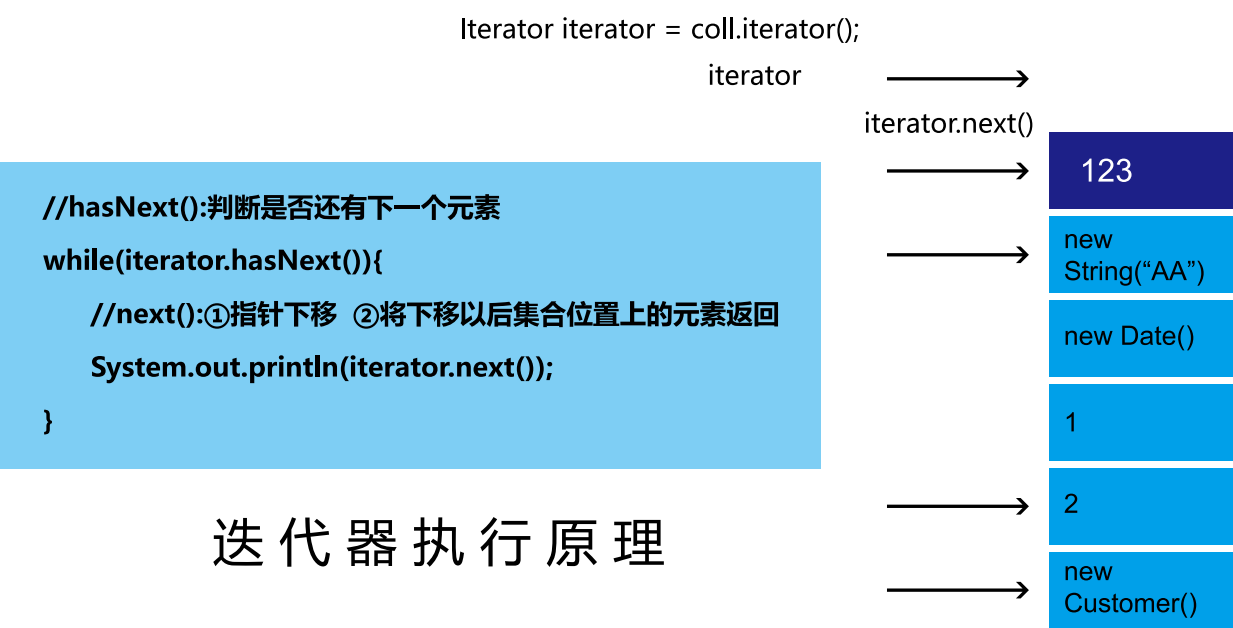 Iterator iterator = coll.iterator();
iterator
iterator.next()
//hasNext():判断是否还有下一个元素
while(iterator.hasNext()){
//next():①指针下移 ②将下移以后集合位置上的元素返回
System.out.println(iterator.next());
}
迭代器执行原理
123
new
String(“AA”)
new Date()
1
2
new
Customer()